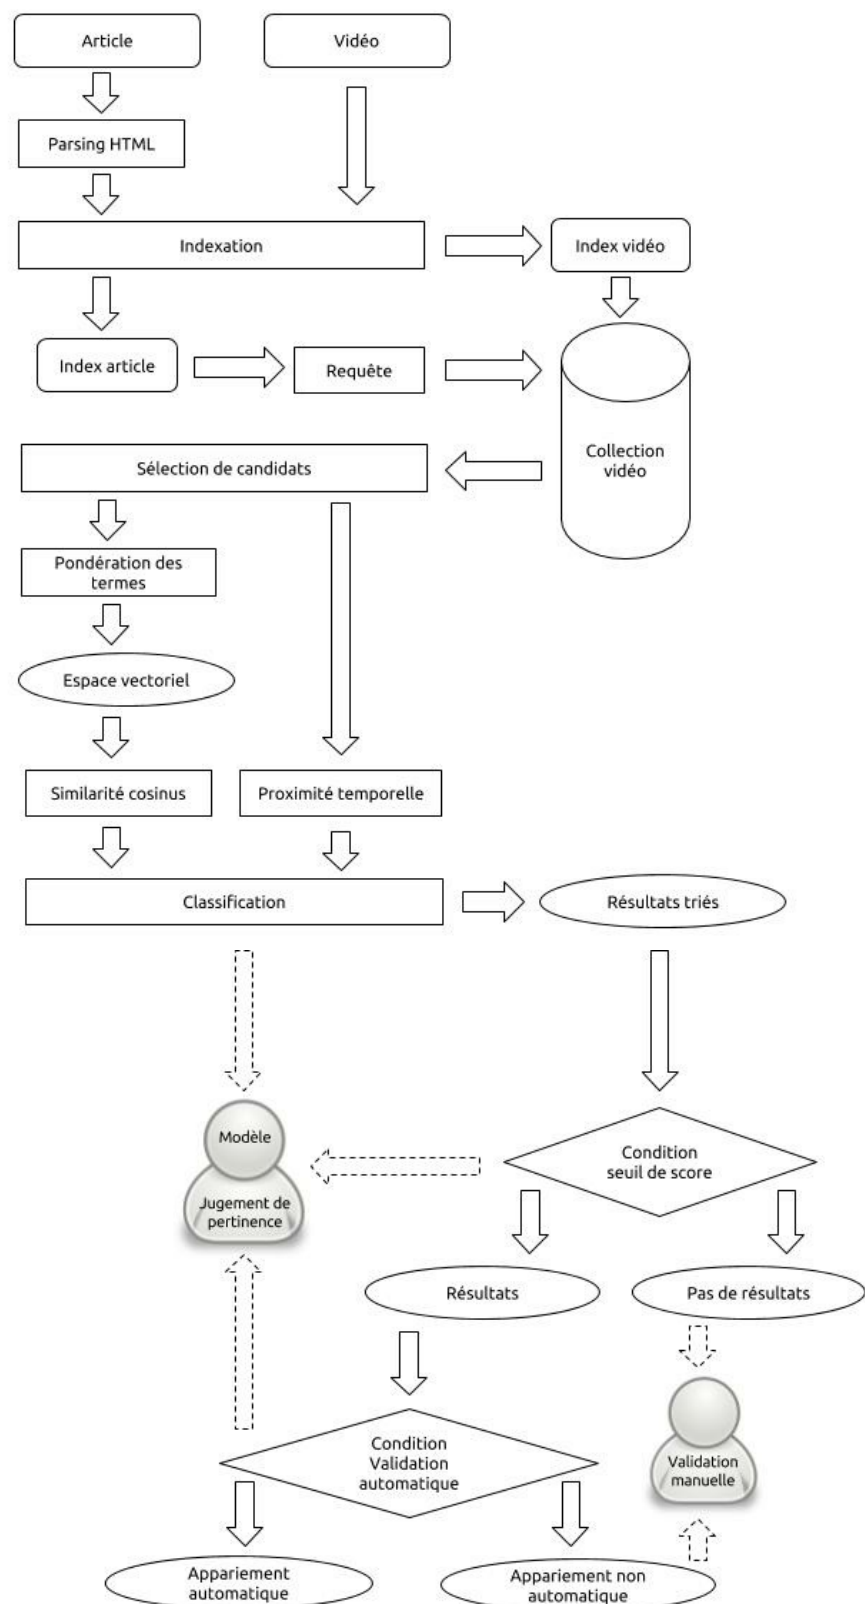 Article
Vidéo
Parsing HTML
Indexation
Index vidéo
Index article
Requête
Collection
vidéo
Sélection de candidats
Pondération des
termes
Espace vectoriel
Similarité cosinus
Proximité temporelle
Classification
Résultats triés
Modèle
Jugement de
pertinence
Condition
seuil de score
Résultats
Pas de résultats
Condition
Validation
automatique
Validation
manuelle
Appariement
automatique
Appariement non
automatique